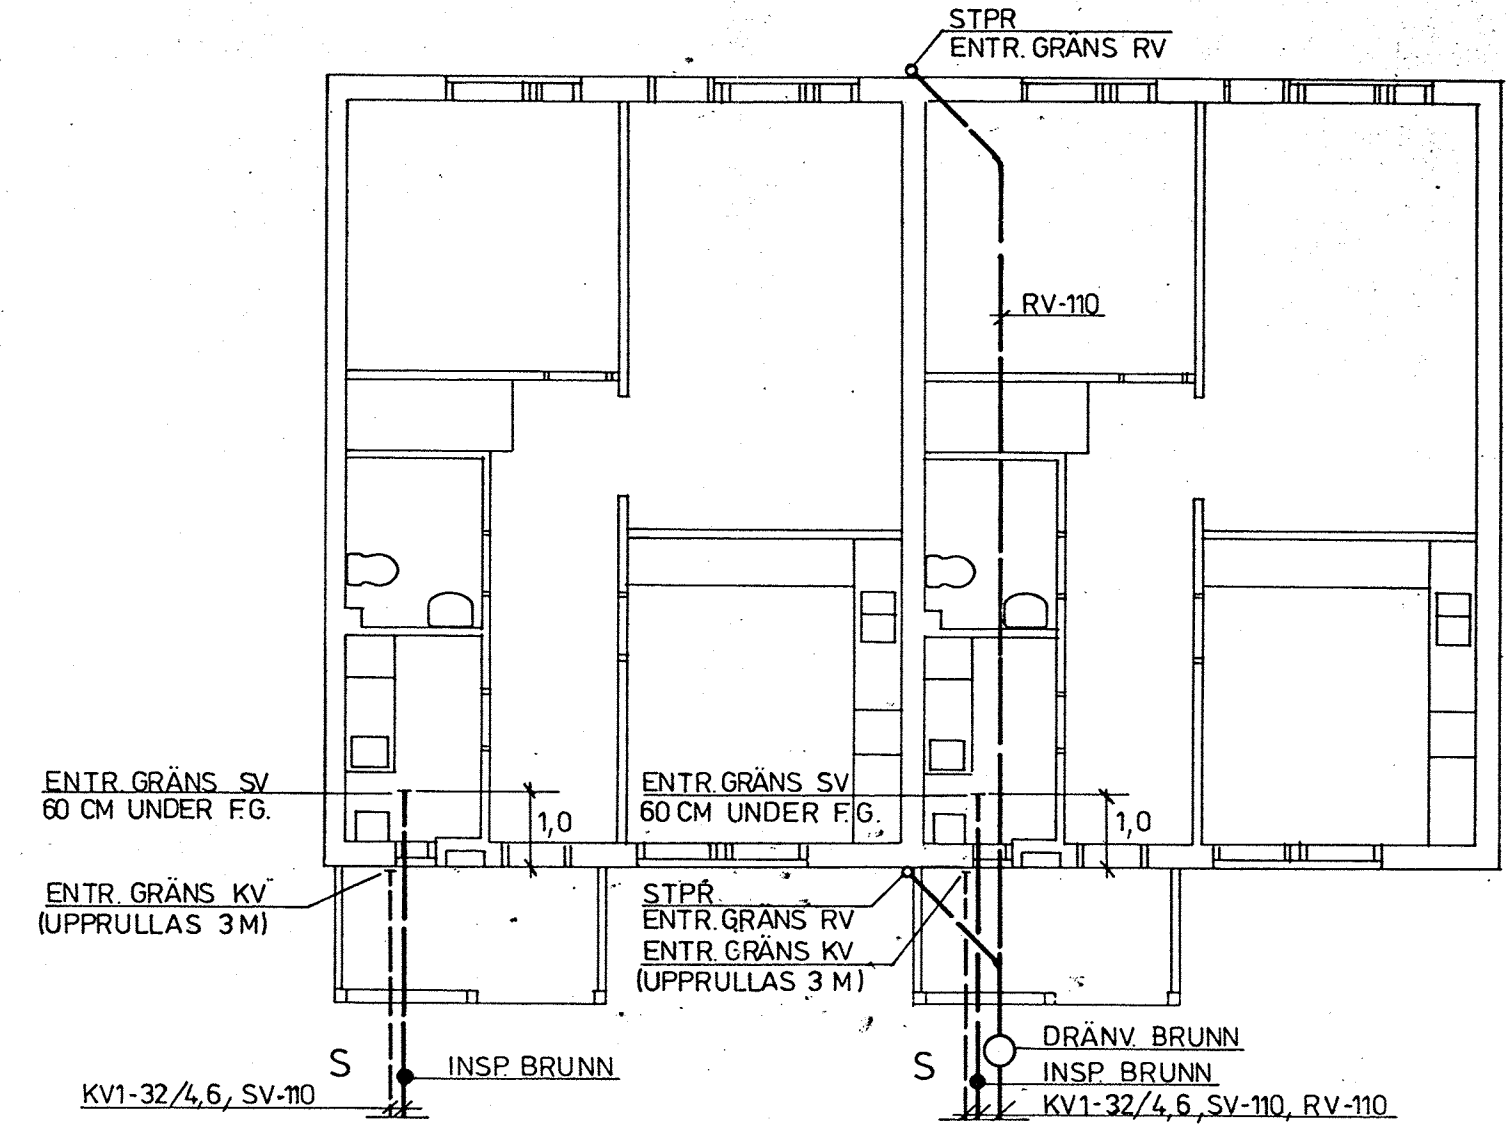 STPR
ENTR. GRÄNS RV
RV-110
ENTR. GRÄNS SV
60 CM UNDER F.G.
1,0
ENTR. GRÄNS SV
60 CM UNDER F.G.
1,0
ENTR. GRÄNS KV
(UPPRULLAS 3 M)
STPR
ENTR. GRÄNS RV
ENTR. GRÄNS KV
(UPPRULLAS 3 M)
S
INSP. BRUNN
KV1-32/4,6, SV-110
S
DRÄNV. BRUNN
INSP. BRUNN
KV1-32/4,6, SV-110, RV-110